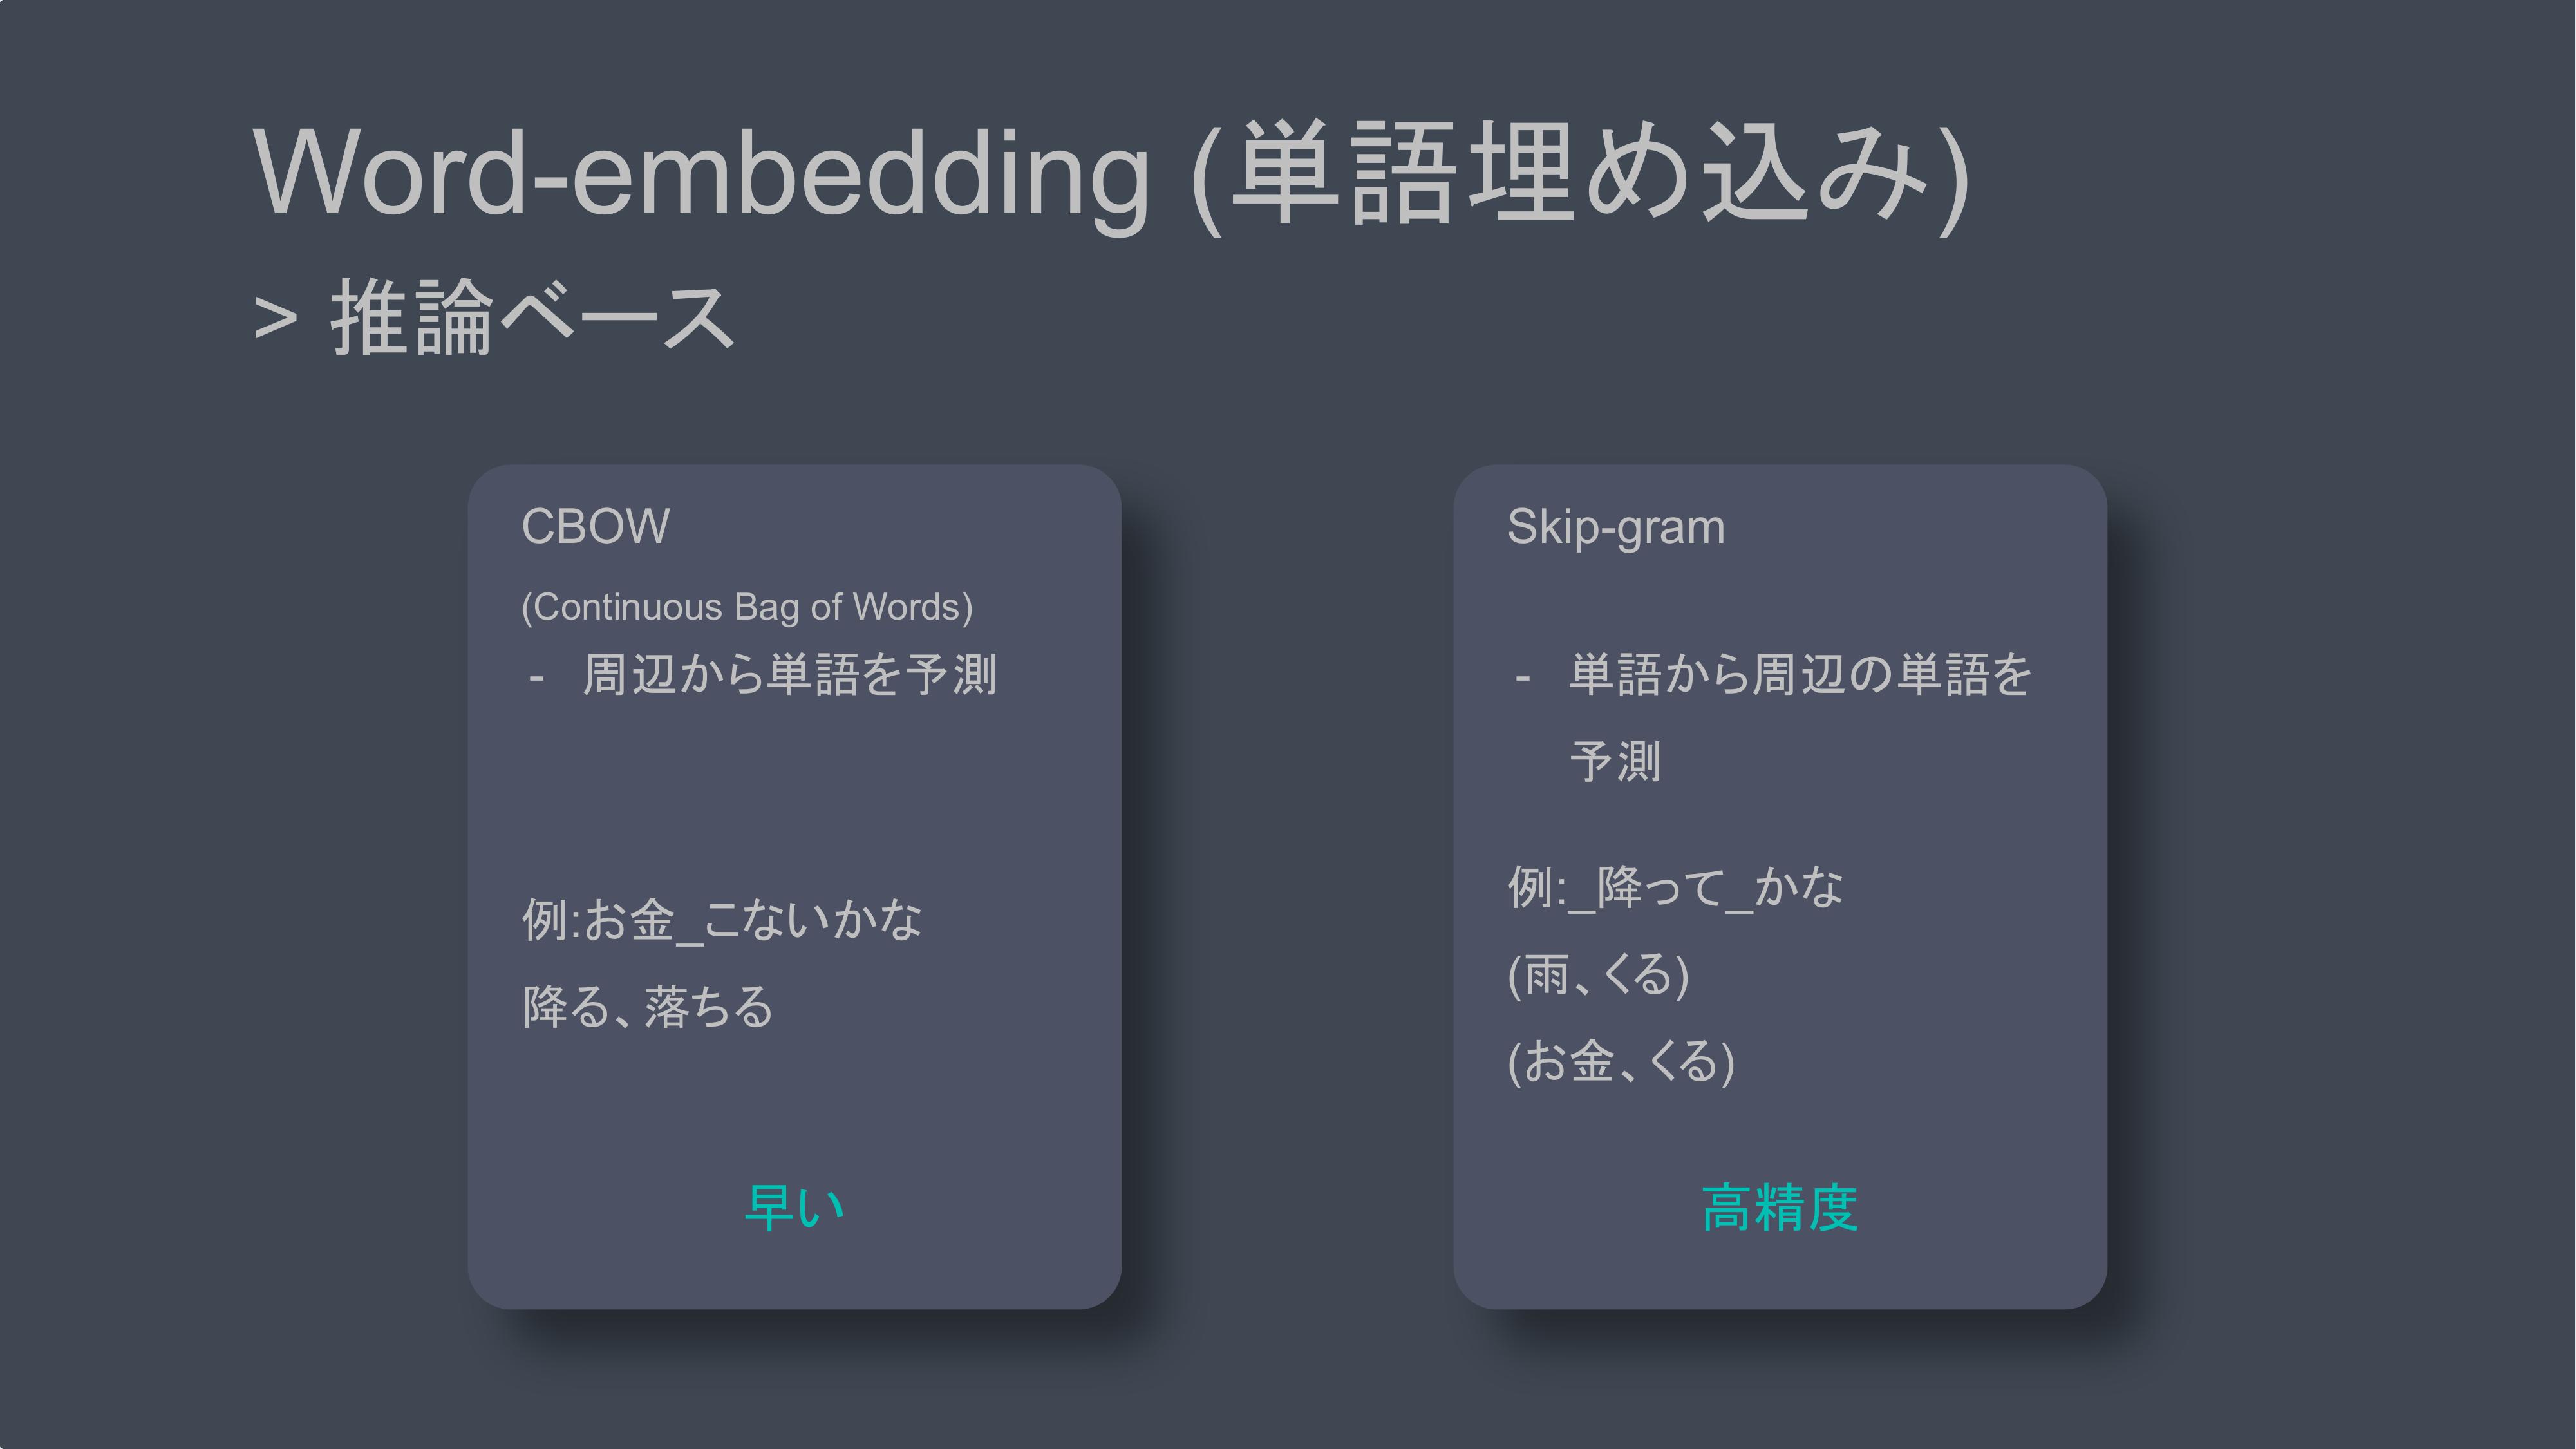 Word-embedding (単語埋め込み)
> 推論ベース
CBOW
(Continuous Bag of Words)
- 周辺から単語を予測
例:お金_こないかな
降る、落ちる
早い
Skip-gram
- 単語から周辺の単語を
予測
例:_降って_かな
(雨、くる)
(お金、くる)
高精度